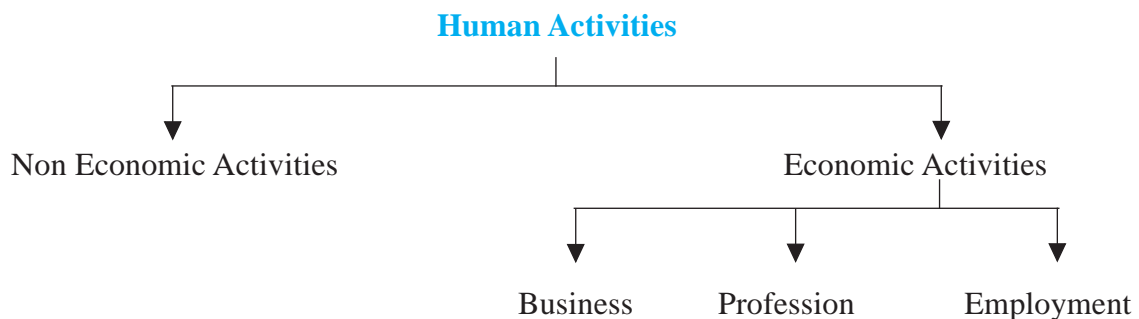 Human Activities
Non Economic Activities
Economic Activities
Business
Profession
Employment